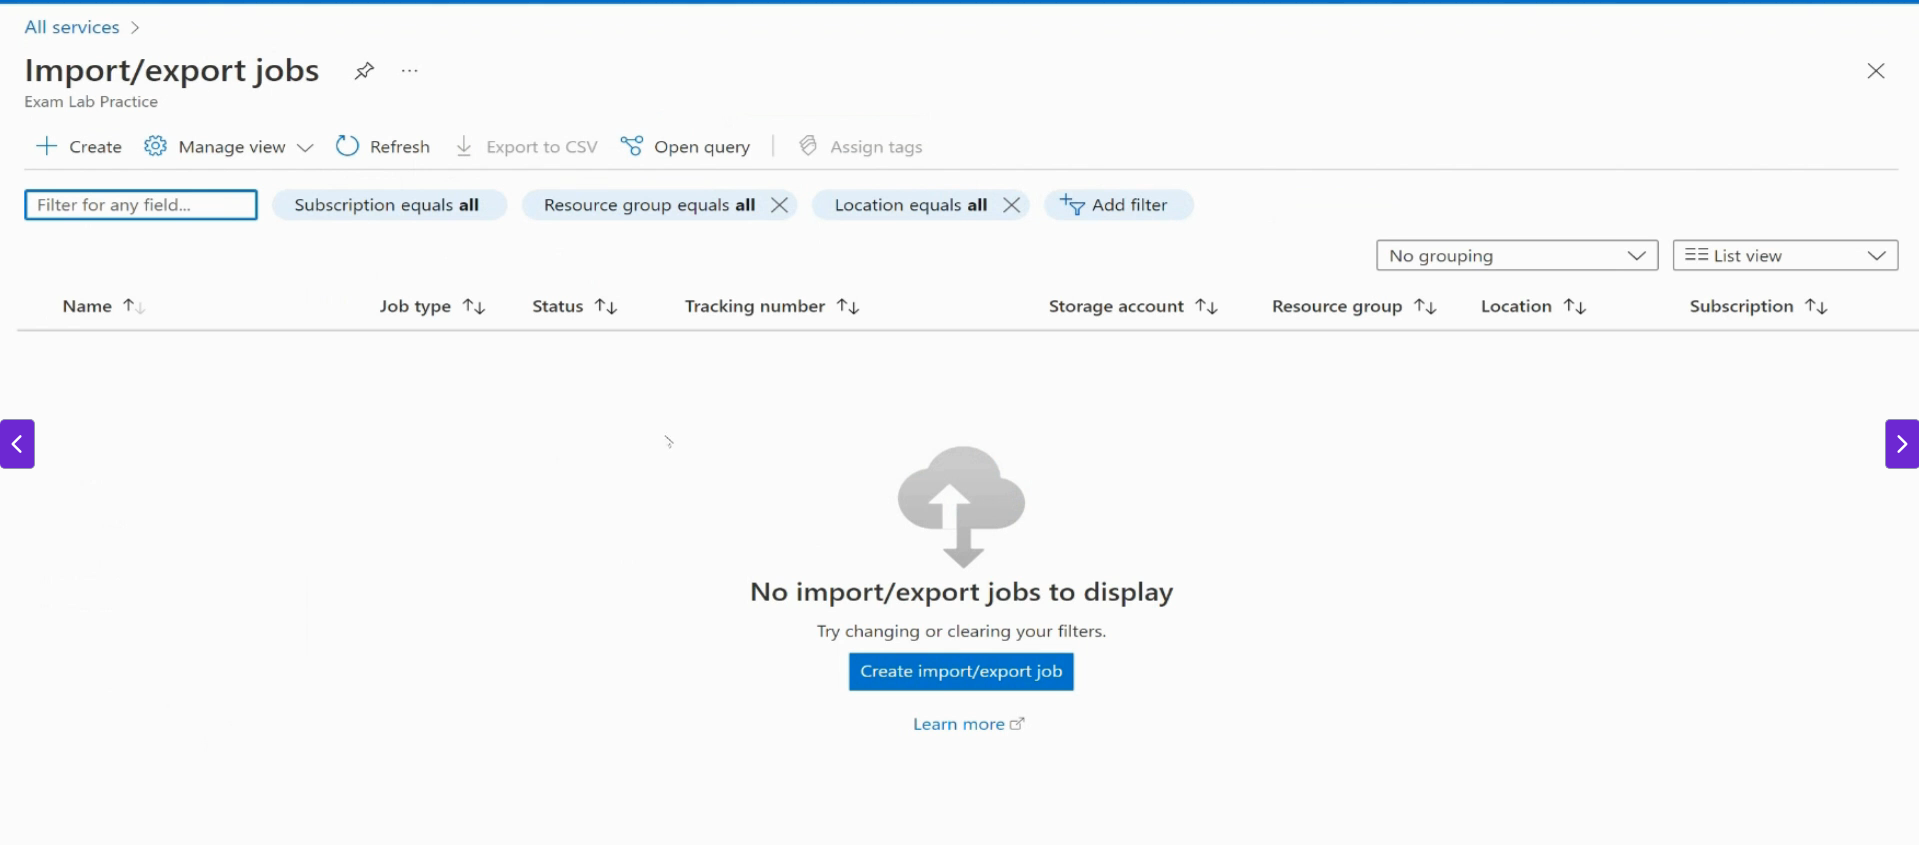 All services
Import/export jobs ...
Exam Lab Practice
Create Manage view Refresh Export to CSV Open query Assign tags
Filter for any field... Subscription equals all Resource group equals all Location equals all Add filter
No grouping List view
Name Job type Status Tracking number Storage account Resource group Location Subscription
No import/export jobs to display
Try changing or clearing your filters.
Create import/export job
Learn more